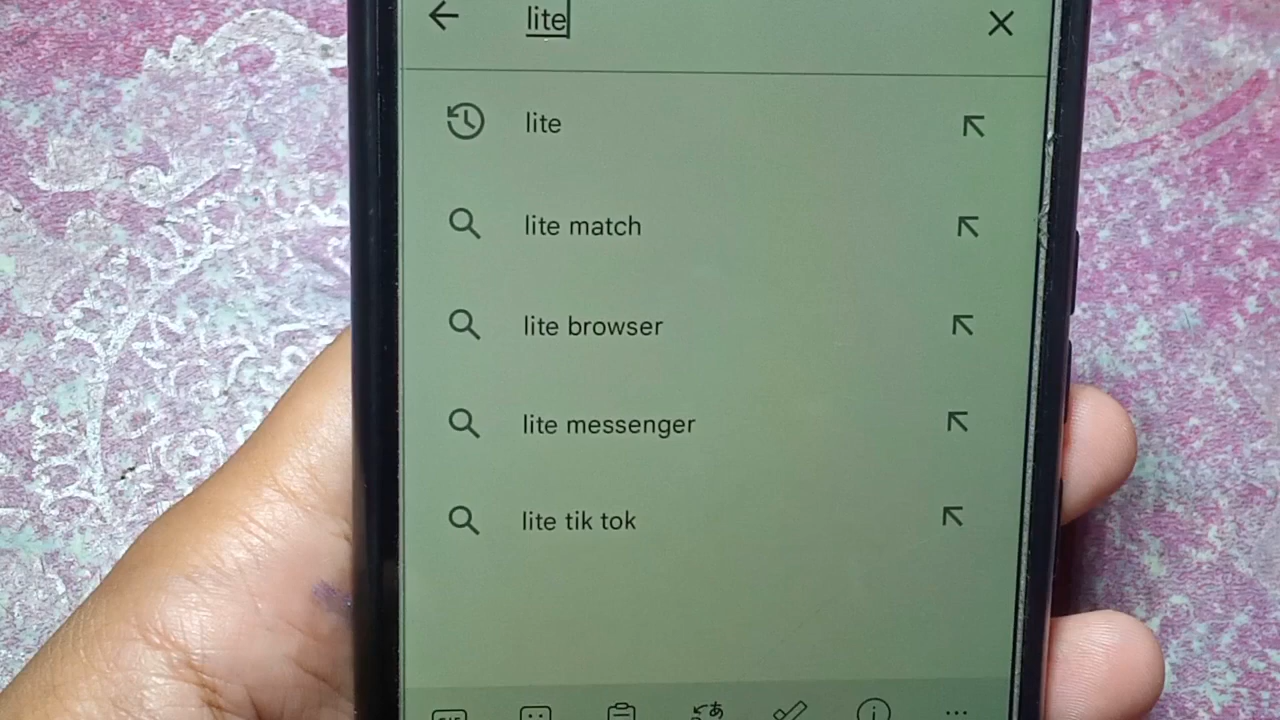 lite
lite
lite match
lite browser
lite messenger
lite tik tok